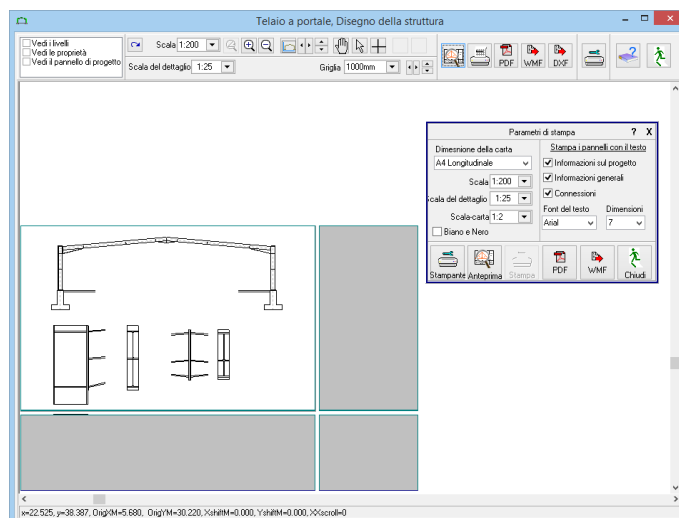 Telaio a portale, Disegno della struttura
Vedi i livelli
Vedi le proprietà
Vedi il pannello di progetto
Scala 1:200
Scala del dettaglio 1:25
Griglia 1000mm
PDF
WMF
DXF
Parametri di stampa ? X
Dimesnione della carta
A4 Longitudinale
Scala 1:200
cala del dettaglio 1:25
Scala-carta 1:2
Biano e Nero
Stampa i pannelli con il testo
Informazioni sul progetto
Informazioni generali
Connessioni
Font del testo Dimensioni
Arial 7
Stampante Anteprima Stampa PDF WMF Chiudi
x=22.525, y=38.387, OrigXM=5.680, OrigYM=30.220, XshiftM=0.000, YshiftM=0.000, XXscroll=0